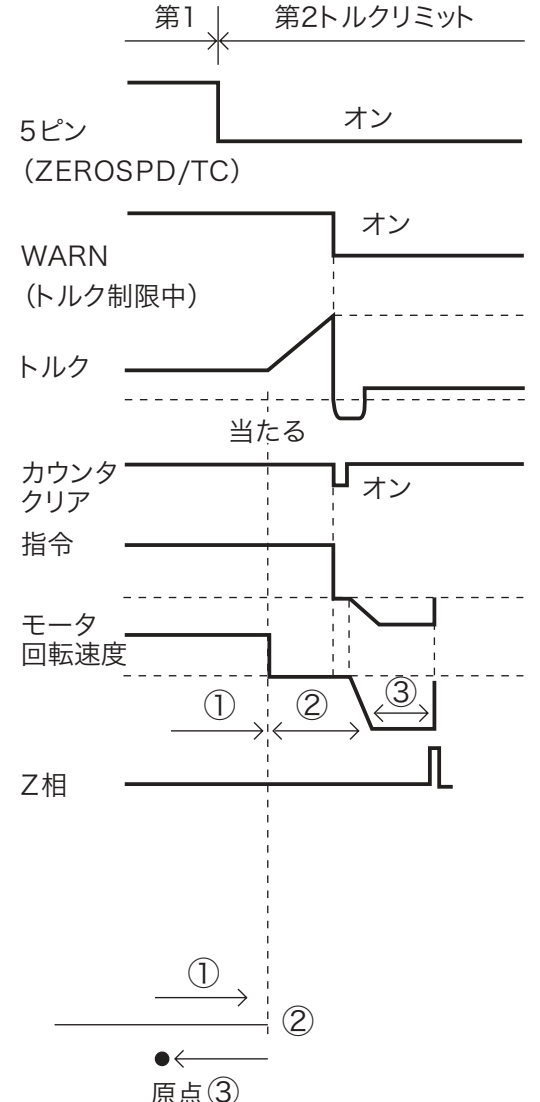 第1 第2トルクリミット
オン
5ピン
（ZEROSPD/TC）
オン
WARN
（トルク制限中）
トルク
当たる
カウンタ
クリア
オン
指令
モータ
回転速度
① ② ③
Z相
①
②
原点③